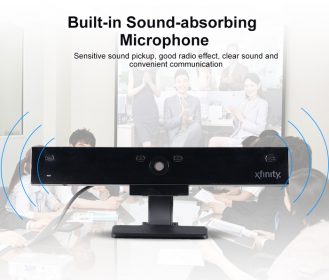 Built-in Sound-absorbing
Microphone
Sensitive sound pickup, good radio effect, clear sound and
convenient communication
xfinity